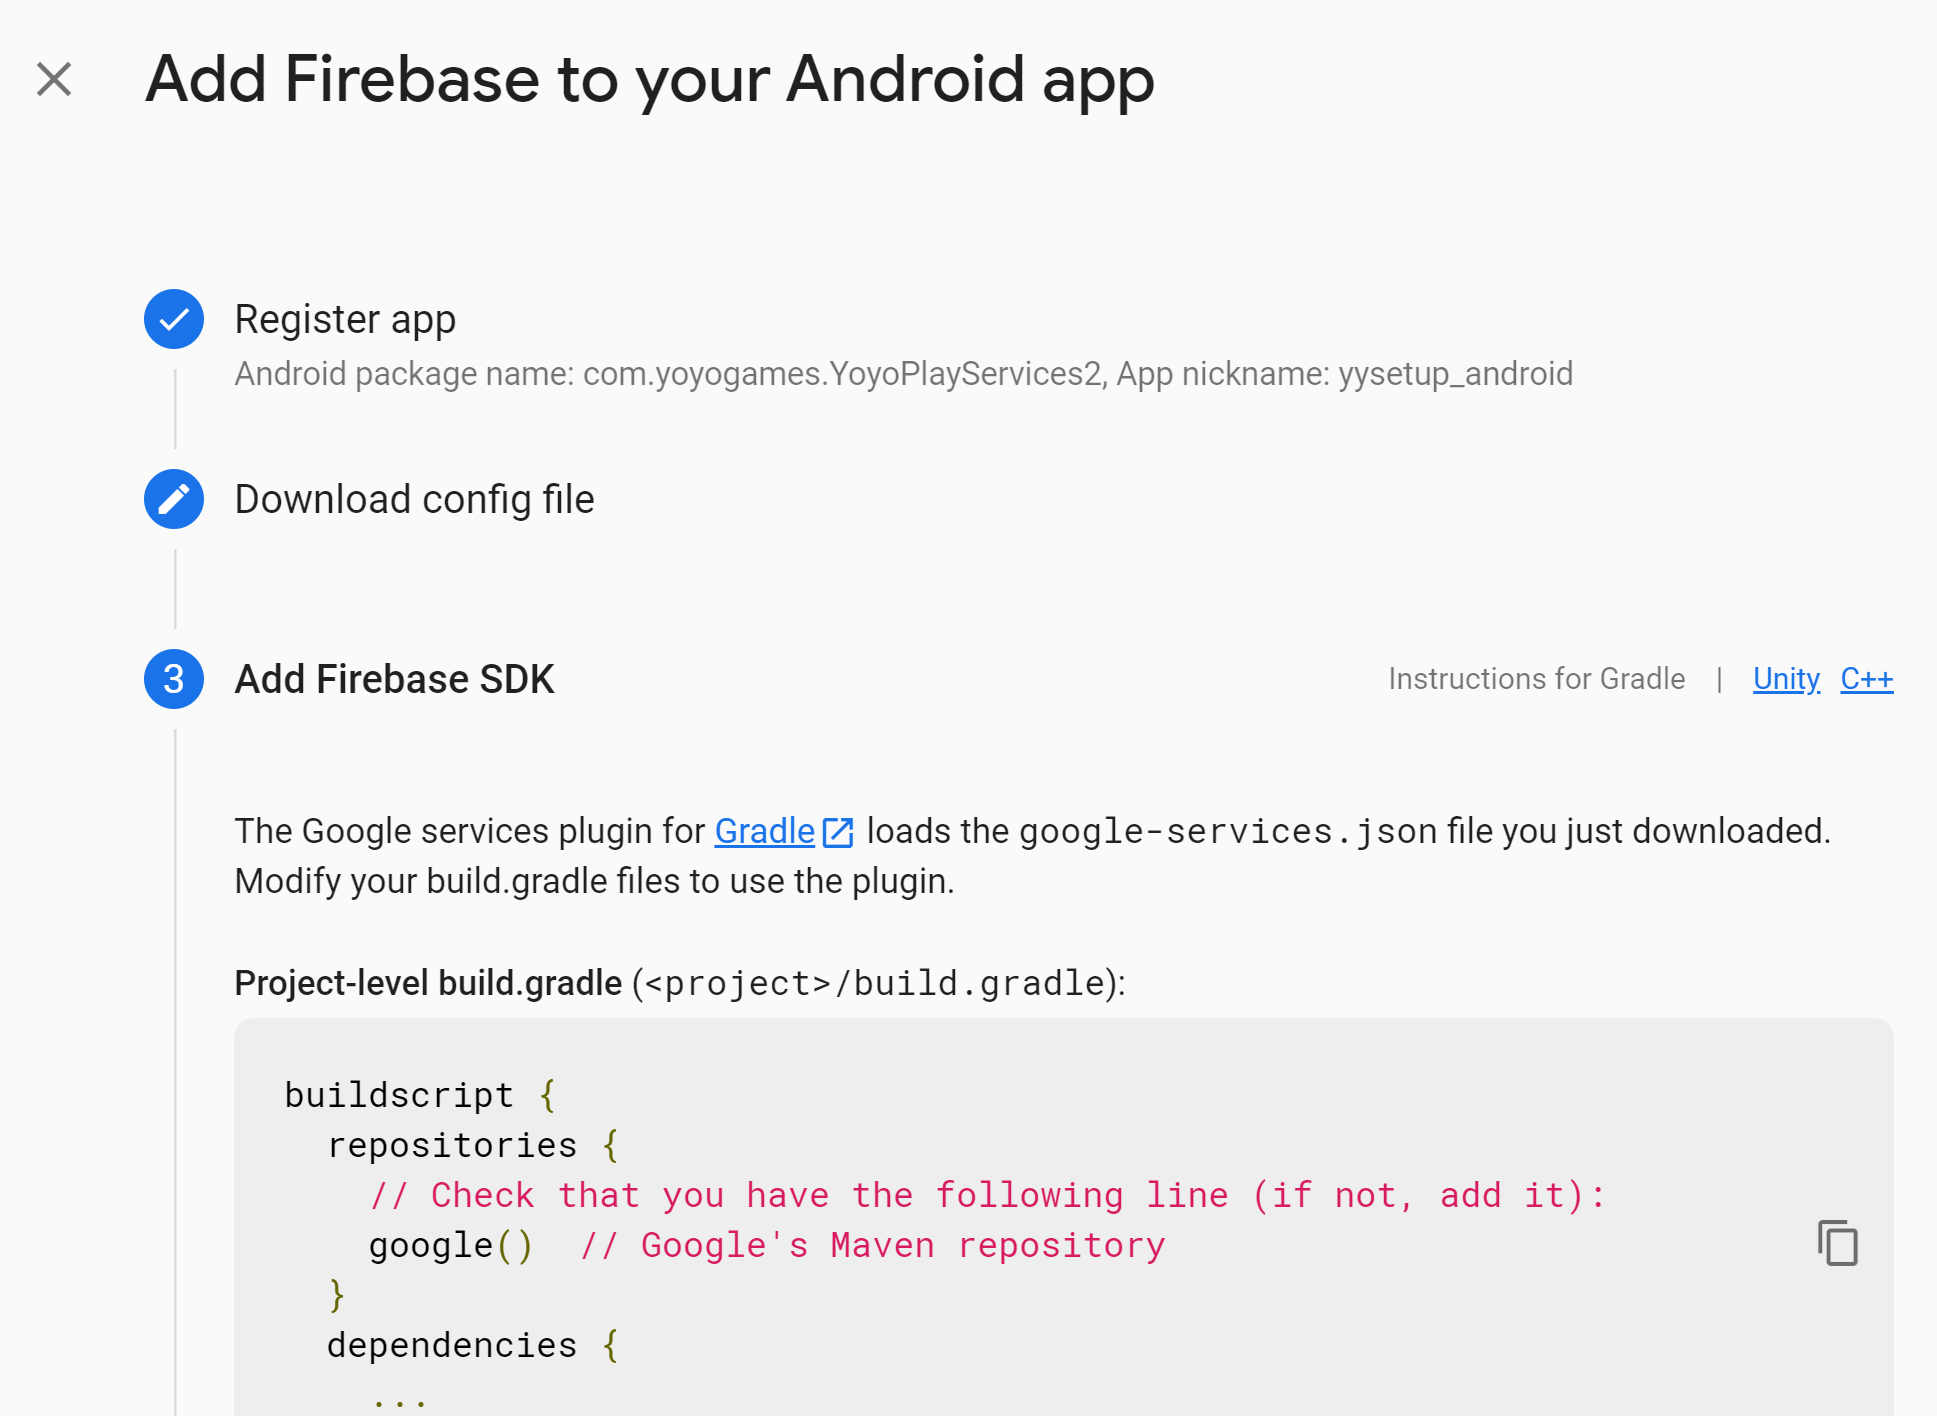 Add Firebase to your Android app
Register app
Android package name: com.yoyogames.YoyoPlayServices2, App nickname: yysetup_android
Download config file
3 Add Firebase SDK
Instructions for Gradle | Unity C++
The Google services plugin for Gradle loads the google-services.json file you just downloaded.
Modify your build.gradle files to use the plugin.
Project-level build.gradle (<project>/build.gradle):
buildscript {
  repositories {
    // Check that you have the following line (if not, add it):
    google()  // Google's Maven repository
  }
  dependencies {
    ...